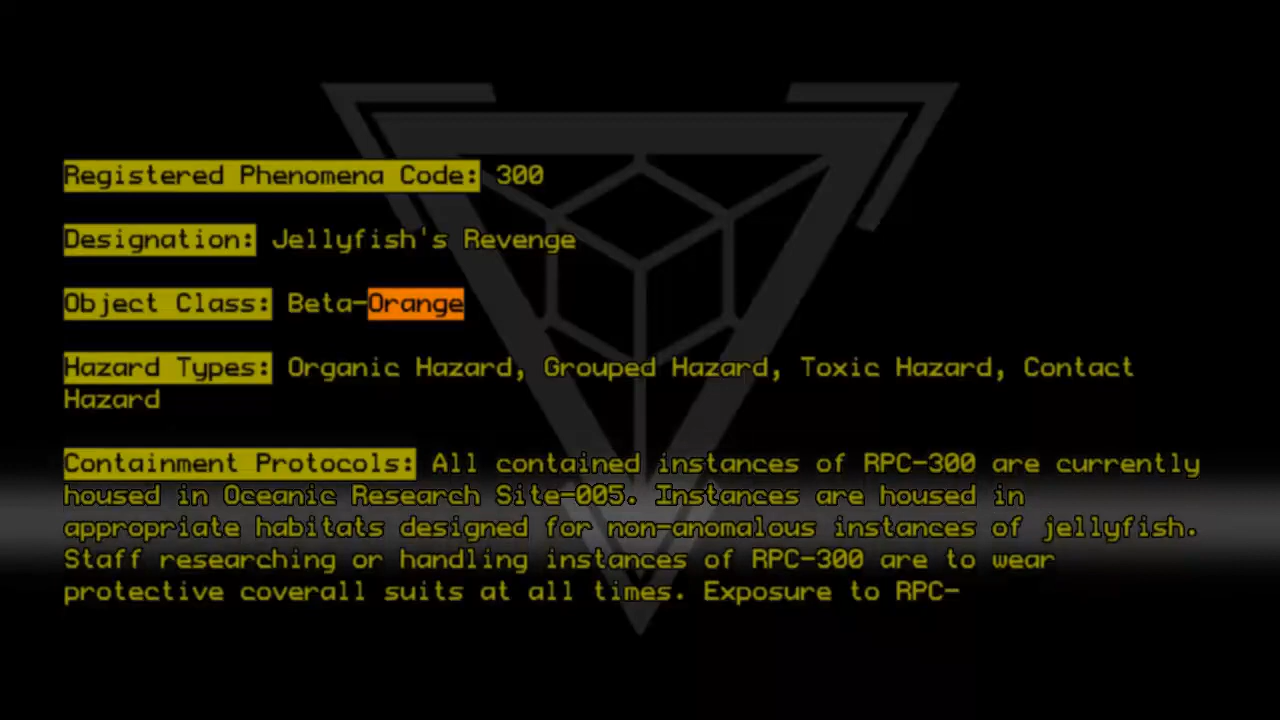 Registered Phenomena Code: 300
Designation: Jellyfish's Revenge
Object Class: Beta-Orange
Hazard Types: Organic Hazard, Grouped Hazard, Toxic Hazard, Contact
Hazard
Containment Protocols: All contained instances of RPC-300 are currently
housed in Oceanic Research Site-005. Instances are housed in
appropriate habitats designed for non-anomalous instances of jellyfish.
Staff researching or handling instances of RPC-300 are to wear
protective coverall suits at all times. Exposure to RPC-